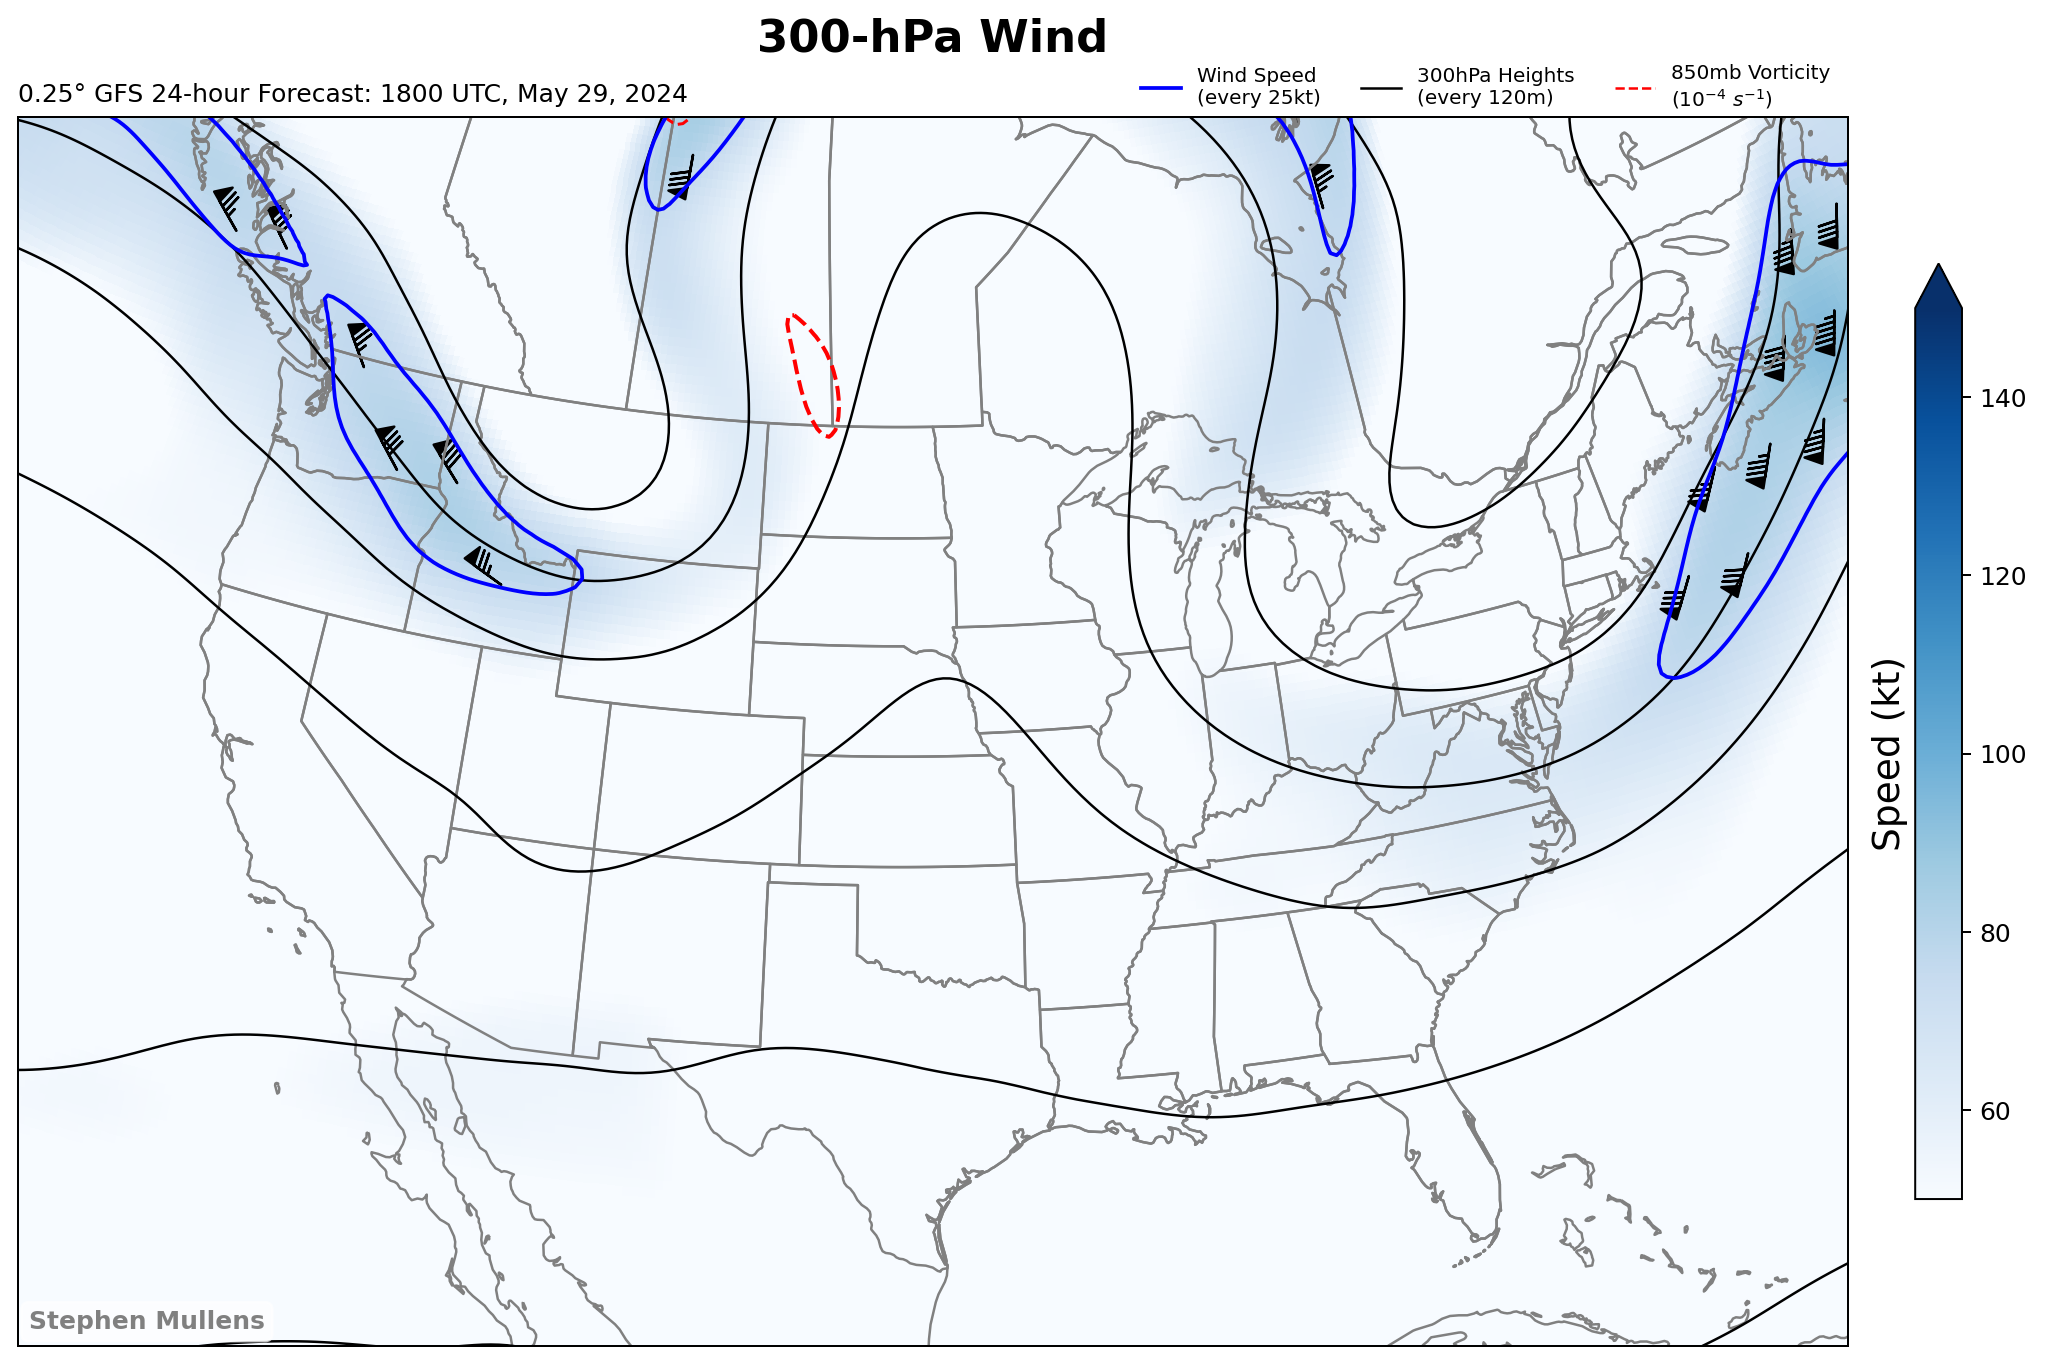 300-hPa Wind
0.25° GFS 24-hour Forecast: 1800 UTC, May 29, 2024
Wind Speed
(every 25kt)
300hPa Heights
(every 120m)
850mb Vorticity
(10⁻⁴ s⁻¹)
140
120
100
80
60
Speed (kt)
Stephen Mullens